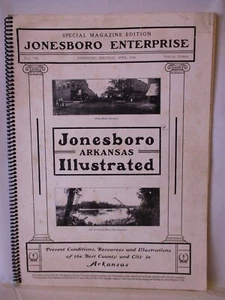 SPECIAL MAGAZINE EDITION
JONESBORO ENTERPRISE
Jonesboro
ARKANSAS
Illustrated
Present Conditions, Resources and Illustrations
of the Best County and City in
Arkansas